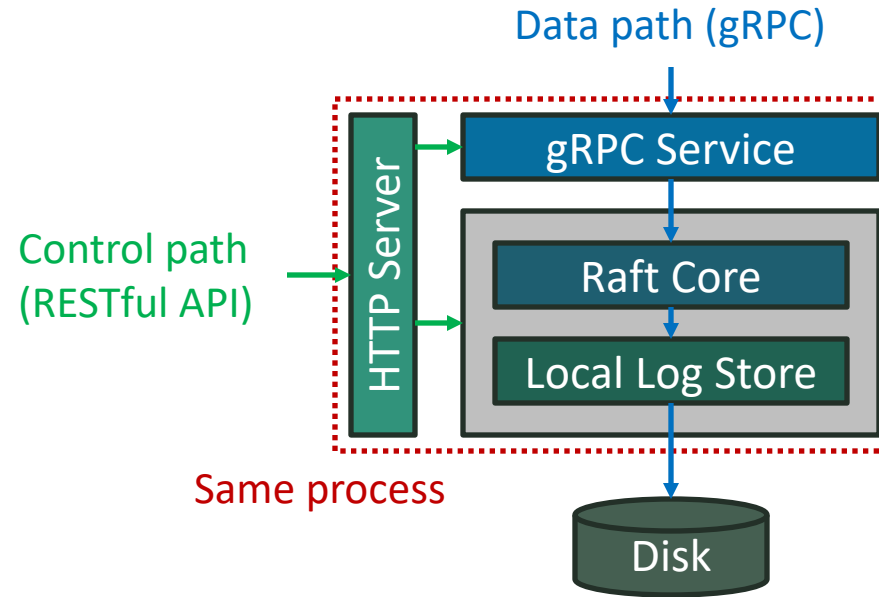 Data path (gRPC)
gRPC Service
HTTP Server
Control path
(RESTful API)
Raft Core
Local Log Store
Same process
Disk